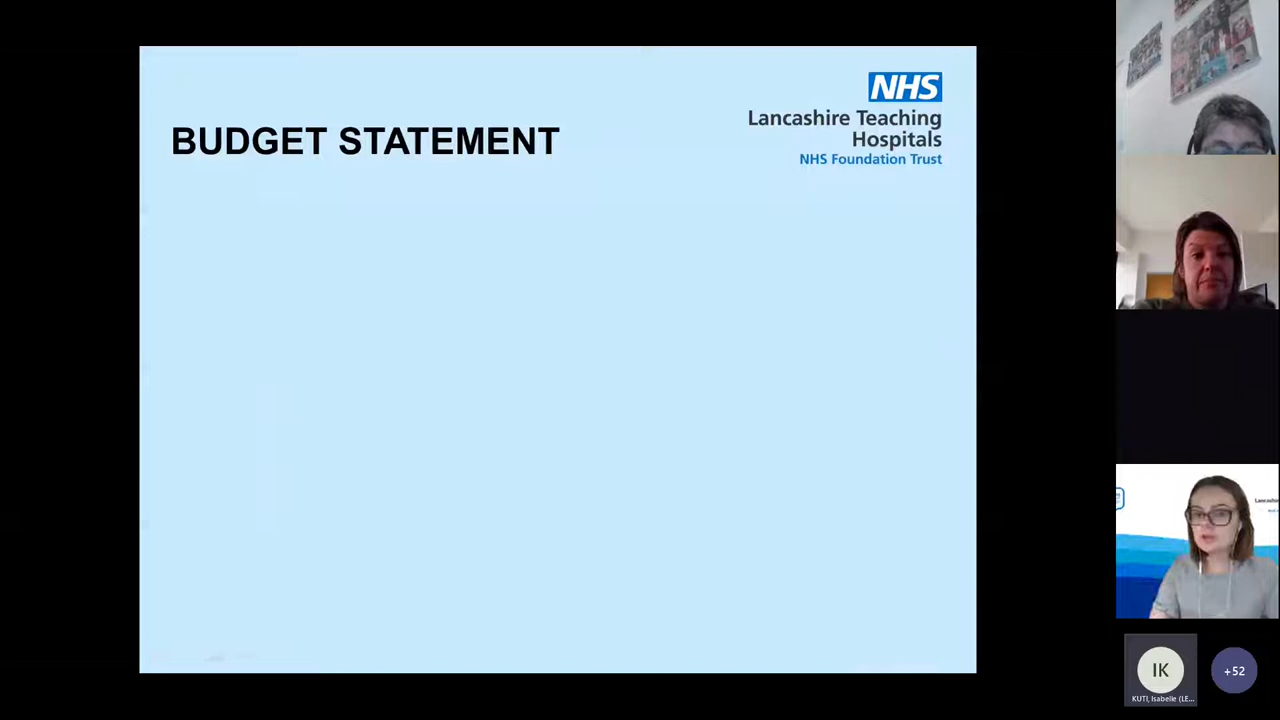 BUDGET STATEMENT
NHS
Lancashire Teaching
Hospitals
NHS Foundation Trust
IK
KUTI, Isabelle (LE...
+52